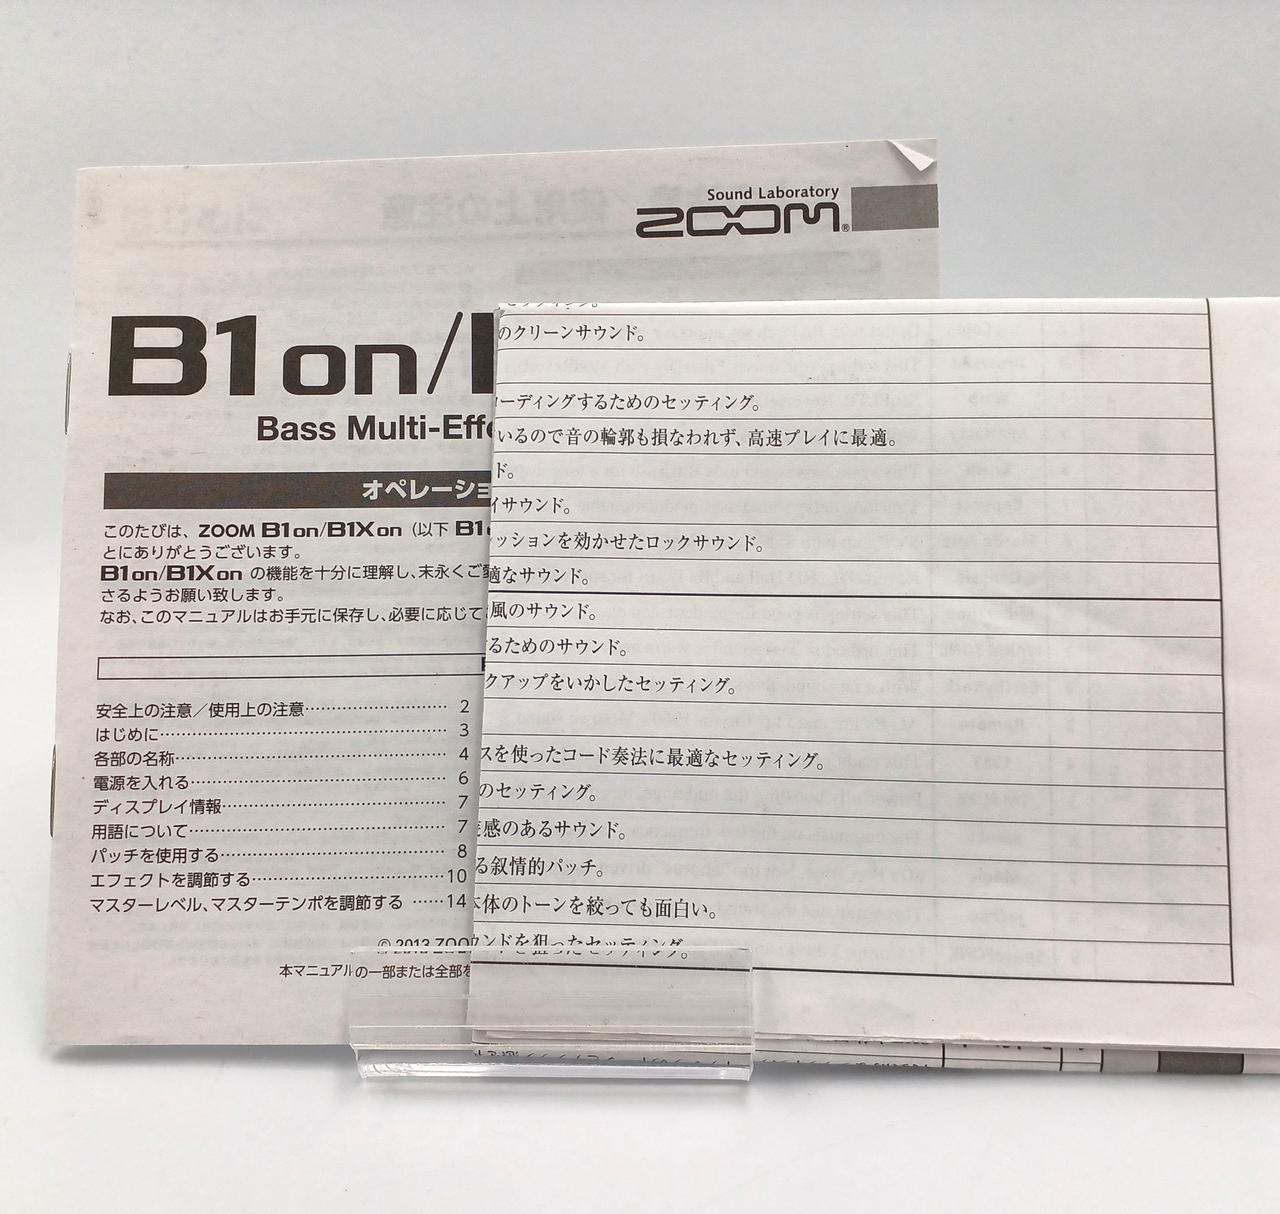 Sound Laboratory
ZOOM®
B1on/
Bass Multi-Effe
オペレーショ
このたびは、ZOOM B1on/B1Xon（以下 B1o
とにありがとうございます。
B1on/B1Xon の機能を十分に理解し、末永くご愛
さるようお願い致します。
なお、このマニュアルはお手元に保存し、必要に応じて
安全上の注意／使用上の注意 2
はじめに 3
各部の名称 4
電源を入れる 6
ディスプレイ情報 7
用語について 7
パッチを使用する 8
エフェクトを調節する 10
マスターレベル、マスターテンポを調節する 14
© 2013 ZOO
本マニュアルの一部または全部を
のクリーンサウンド。
ーディングするためのセッティング。
いるので音の輪郭も損なわれず、高速プレイに最適。
ド。
イサウンド。
ッションを効かせたロックサウンド。
適なサウンド。
風のサウンド。
るためのサウンド。
クアップをいかしたセッティング。
スを使ったコード奏法に最適なセッティング。
のセッティング。
感のあるサウンド。
る叙情的パッチ。
体のトーンを絞っても面白い。
ウンドを狙ったセッティング。